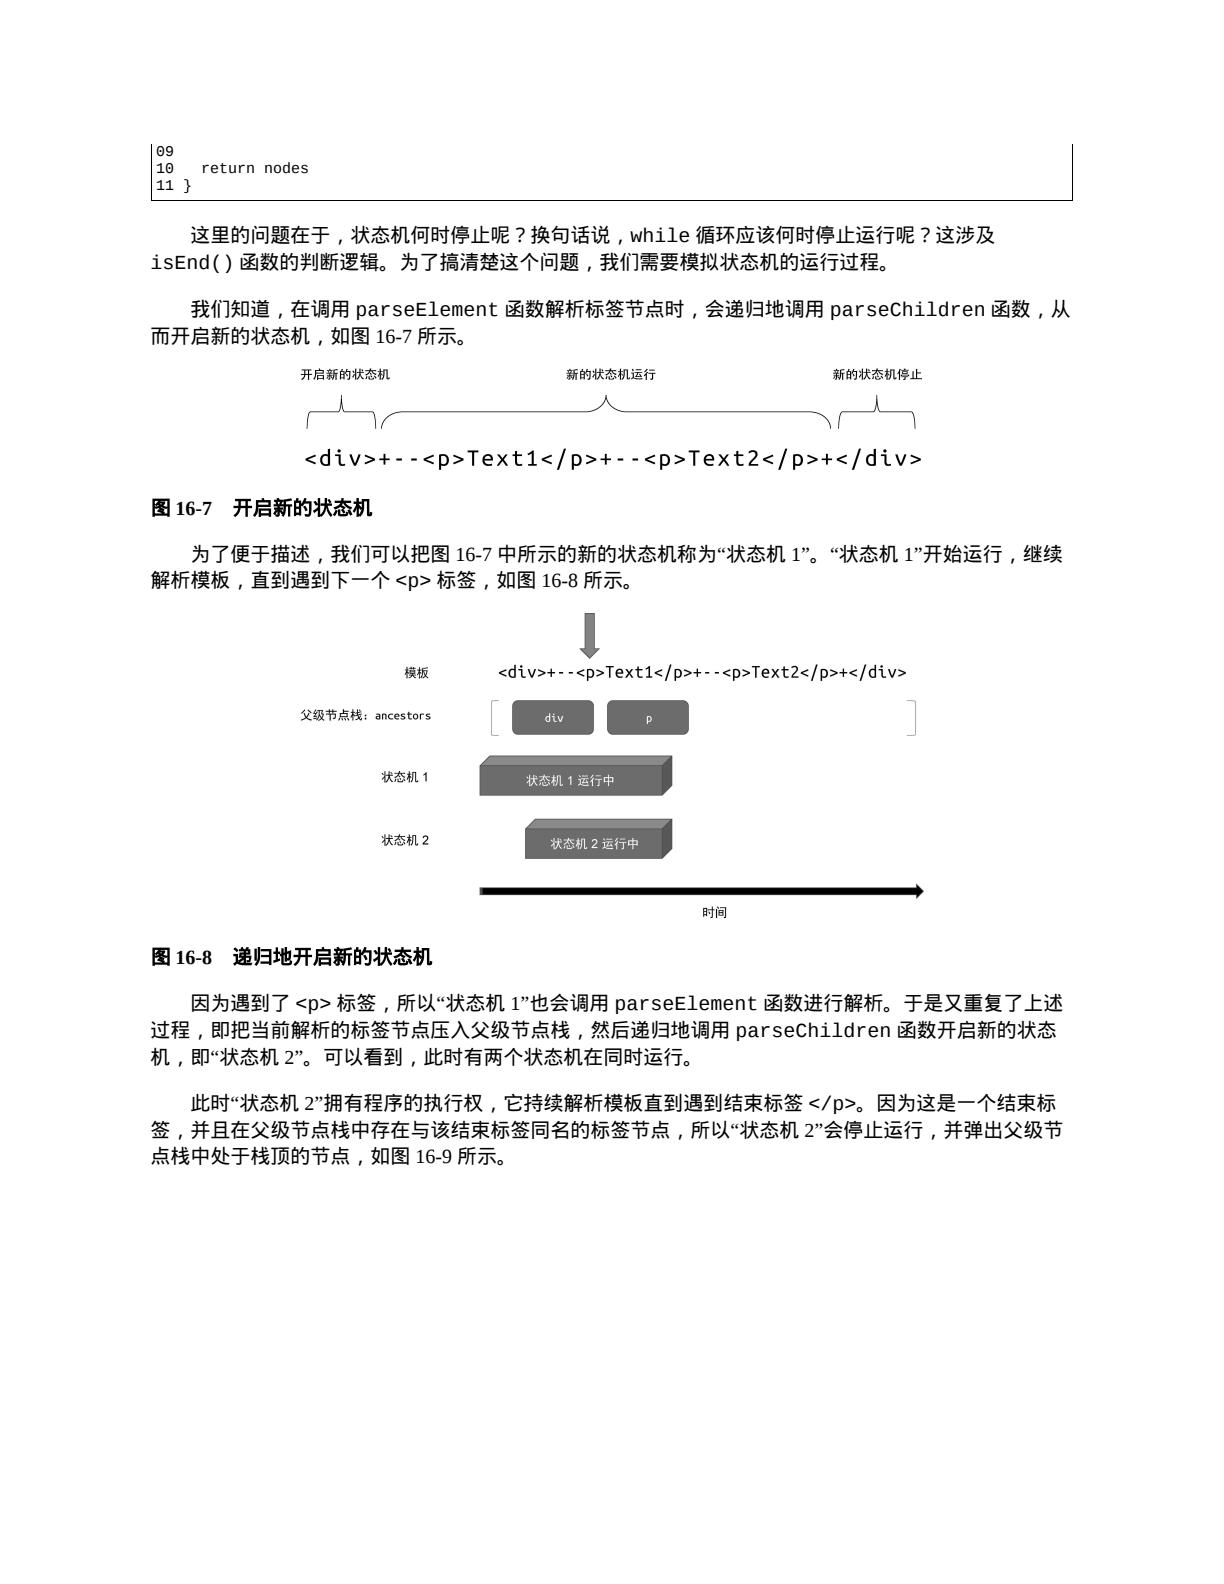 09
10   return nodes
11 }
这里的问题在于，状态机何时停止呢？换句话说，while 循环应该何时停止运行呢？这涉及
isEnd() 函数的判断逻辑。为了搞清楚这个问题，我们需要模拟状态机的运行过程。
我们知道，在调用 parseElement 函数解析标签节点时，会递归地调用 parseChildren 函数，从
而开启新的状态机，如图 16-7 所示。
开启新的状态机 新的状态机运行 新的状态机停止
<div>+--<p>Text1</p>+--<p>Text2</p>+</div>
图 16-7　开启新的状态机
为了便于描述，我们可以把图 16-7 中所示的新的状态机称为“状态机 1”。“状态机 1”开始运行，继续
解析模板，直到遇到下一个 <p> 标签，如图 16-8 所示。
模板 <div>+--<p>Text1</p>+--<p>Text2</p>+</div>
父级节点栈：ancestors div p
状态机 1 状态机 1 运行中
状态机 2 状态机 2 运行中
时间
图 16-8　递归地开启新的状态机
因为遇到了 <p> 标签，所以“状态机 1”也会调用 parseElement 函数进行解析。于是又重复了上述
过程，即把当前解析的标签节点压入父级节点栈，然后递归地调用 parseChildren 函数开启新的状态
机，即“状态机 2”。可以看到，此时有两个状态机在同时运行。
此时“状态机 2”拥有程序的执行权，它持续解析模板直到遇到结束标签 </p>。因为这是一个结束标
签，并且在父级节点栈中存在与该结束标签同名的标签节点，所以“状态机 2”会停止运行，并弹出父级节
点栈中处于栈顶的节点，如图 16-9 所示。